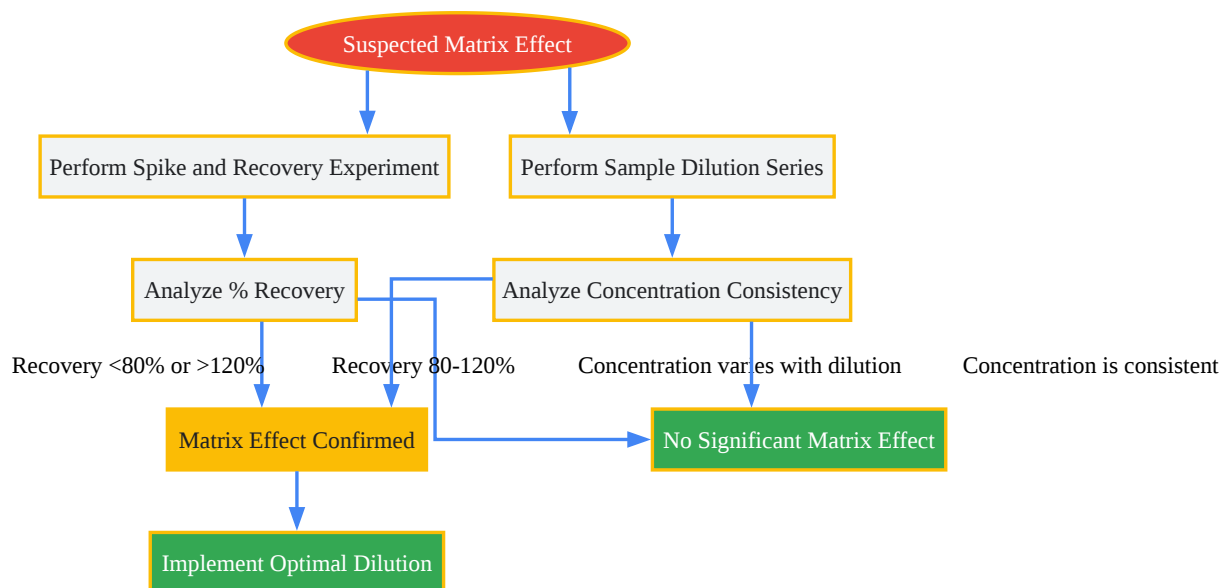 Suspected Matrix Effect
Perform Spike and Recovery Experiment
Perform Sample Dilution Series
Analyze % Recovery
Analyze Concentration Consistency
Recovery <80% or >120%
Recovery 80-120%
Concentration varies with dilution
Concentration is consistent
Matrix Effect Confirmed
No Significant Matrix Effect
Implement Optimal Dilution